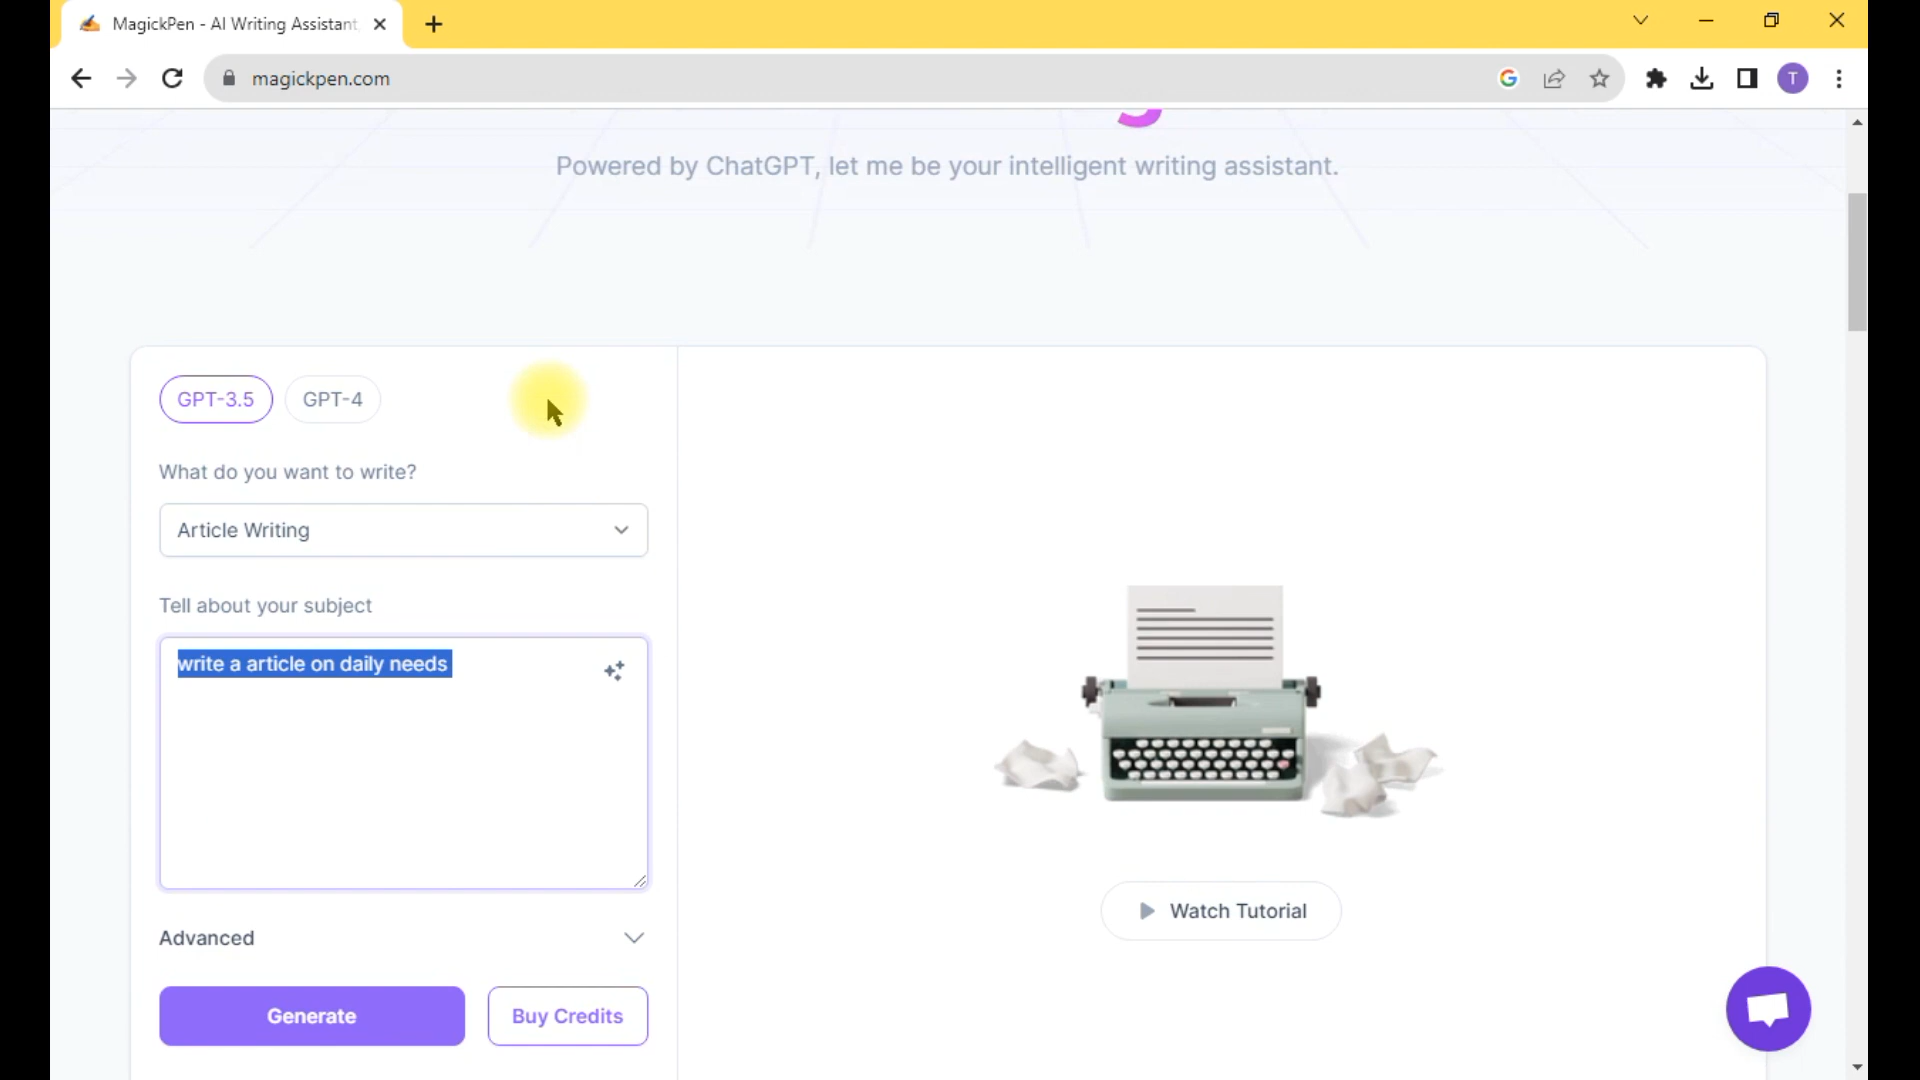 MagickPen - AI Writing Assistant
magickpen.com
T
Powered by ChatGPT, let me be your intelligent writing assistant.
GPT-3.5 GPT-4
What do you want to write?
Article Writing
Tell about your subject
write a article on daily needs
Advanced
Watch Tutorial
Generate Buy Credits